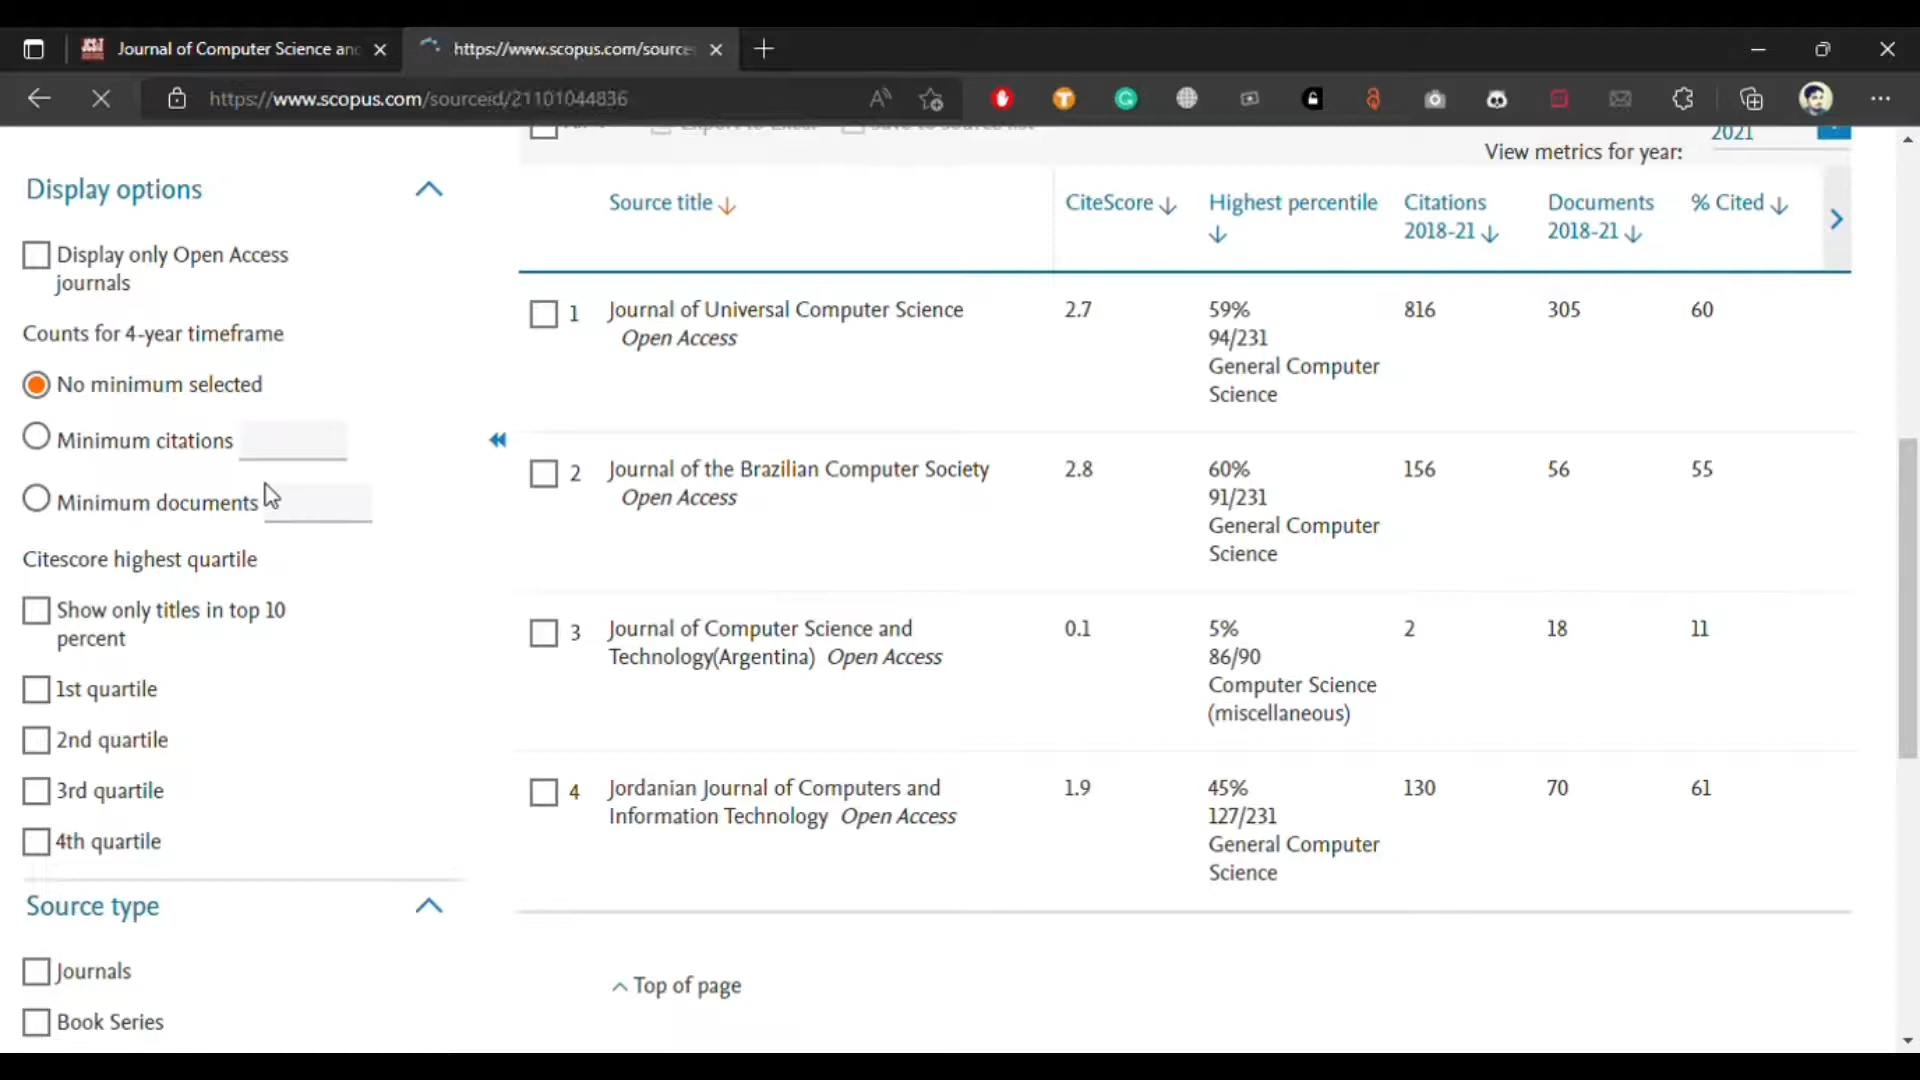 Journal of Computer Science and
https://www.scopus.com/source
https://www.scopus.com/sourceid/21101044836
2021
View metrics for year:
Display options
Display only Open Access
journals
Counts for 4-year timeframe
No minimum selected
Minimum citations
Minimum documents
Citescore highest quartile
Show only titles in top 10
percent
1st quartile
2nd quartile
3rd quartile
4th quartile
Source type
Journals
Book Series
Source title
CiteScore
Highest percentile
Citations
2018-21
Documents
2018-21
% Cited
1
Journal of Universal Computer Science
Open Access
2.7
59%
94/231
General Computer
Science
816
305
60
2
Journal of the Brazilian Computer Society
Open Access
2.8
60%
91/231
General Computer
Science
156
56
55
3
Journal of Computer Science and
Technology(Argentina) Open Access
0.1
5%
86/90
Computer Science
(miscellaneous)
2
18
11
4
Jordanian Journal of Computers and
Information Technology Open Access
1.9
45%
127/231
General Computer
Science
130
70
61
Top of page